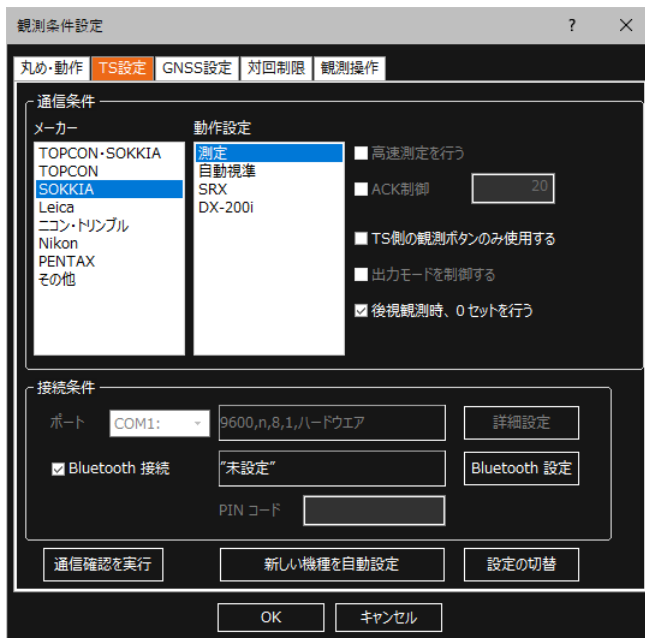 観測条件設定 ? ×
丸め・動作 TS設定 GNSS設定 対回制限 観測操作
通信条件
メーカー
TOPCON・SOKKIA
TOPCON
SOKKIA
Leica
ニコン・トリンブル
Nikon
PENTAX
その他
動作設定
測定
自動視準
SRX
DX-200i
高速測定を行う
ACK制御 20
TS側の観測ボタンのみ使用する
出力モードを制御する
後視観測時、0セットを行う
接続条件
ポート COM1: 9600,n,8,1,ハードウエア 詳細設定
Bluetooth 接続 "未設定" Bluetooth 設定
PIN コード
通信確認を実行 新しい機種を自動設定 設定の切替
OK キャンセル